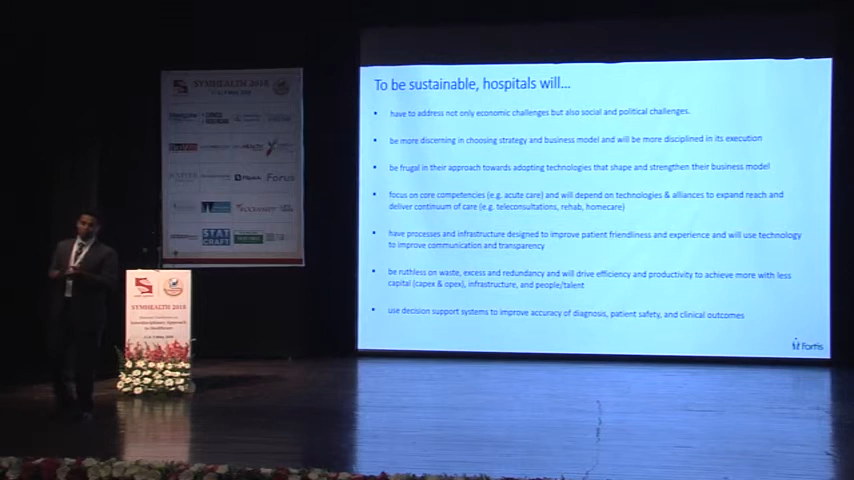 SYMHEALTH 2018
To be sustainable, hospitals will...
have to address not only economic challenges but also social and political challenges.
be more discerning in choosing strategy and business model and will be more disciplined in its execution
be frugal in their approach towards adopting technologies that shape and strengthen their business model
focus on core competencies (e.g. acute care) and will depend on technologies & alliances to expand reach and
deliver continuum of care (e.g. teleconsultations, rehab, homecare)
have processes and infrastructure designed to improve patient friendliness and experience and will use technology
to improve communication and transparency
be ruthless on waste, excess and redundancy and will drive efficiency and productivity to achieve more with less
capital (capex & opex), infrastructure, and people/talent
use decision support systems to improve accuracy of diagnosis, patient safety, and clinical outcomes
Fortis
Forus
STAT
CRAFT
SYMHEALTH 2018
Interdisciplinary Approach
in Healthcare